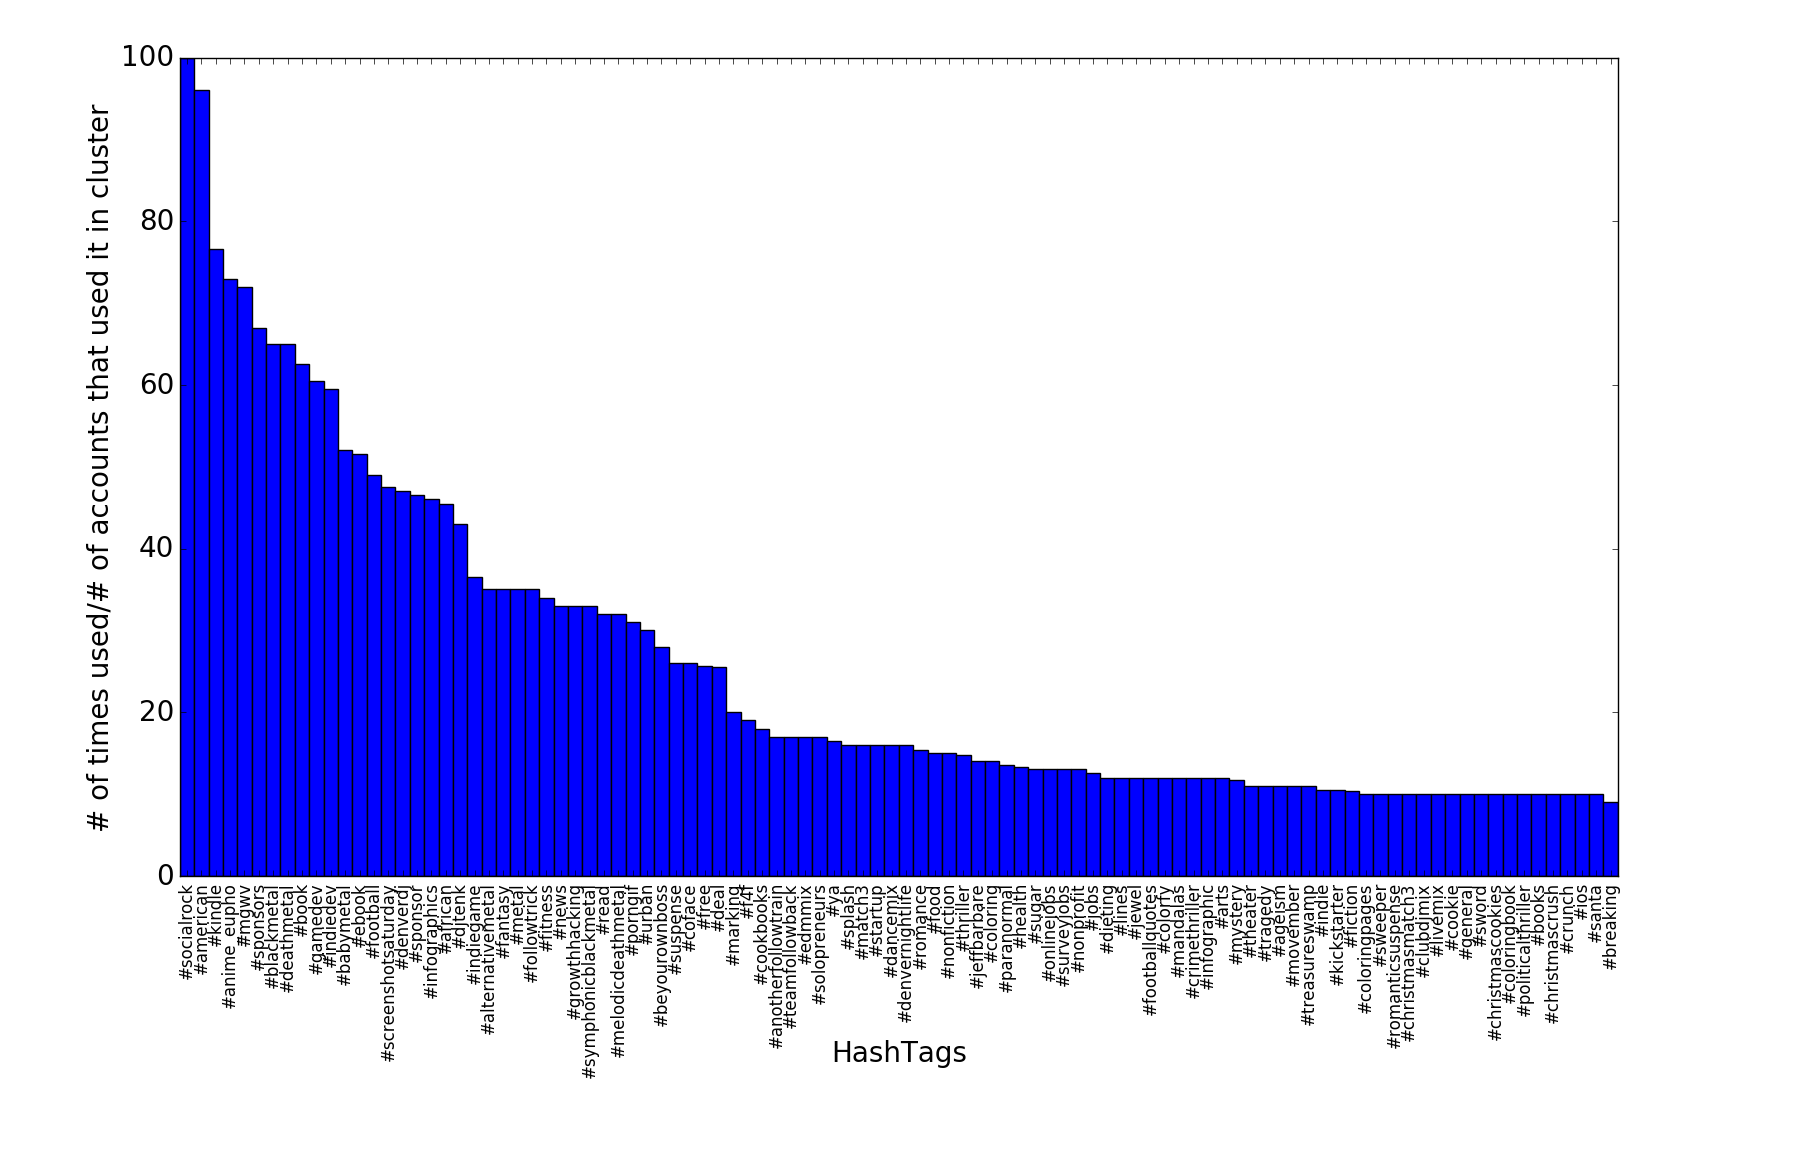 # of times used/# of accounts that used it in cluster
100
80
60
40
20
0
#socialrock
#american
#kindle
#anime_eupho
#mgwv
#sponsors
#blackmetal
#deathmetal
#book
#gamedev
#indiedev
#babymetal
#ebook
#football
#screenshotsaturday
#denverdj
#sponsor
#infographics
#african
#djtenk
#indiegame
#alternativemetal
#fantasy
#metal
#followtrick
#fitness
#news
#growthhacking
#symphonicblackmetal
#read
#melodicdeathmetal
#porngif
#urban
#beyourownboss
#suspense
#coface
#free
#deal
#marking
#f4f
#cookbooks
#anotherfollowtrain
#teamfollowback
#edmmix
#solopreneurs
#ya
#splash
#match3
#startup
#dancemix
#denvernightlife
#romance
#food
#nonfiction
#thriller
#jeffbarbare
#coloring
#paranormal
#health
#sugar
#onlinejobs
#surveyjobs
#nonprofit
#jobs
#dieting
#lines
#jewel
#footballquotes
#colorfy
#mandalas
#crimethriller
#infographic
#arts
#mystery
#theater
#tragedy
#ageism
#movember
#treasureswamp
#indie
#kickstarter
#fiction
#coloringpages
#sweeper
#romanticsuspense
#christmasmatch3
#clubdjmix
#livemix
#cookie
#general
#sword
#christmascookies
#coloringbook
#politicalthriller
#books
#christmascrush
#crunch
#ios
#santa
#breaking
HashTags